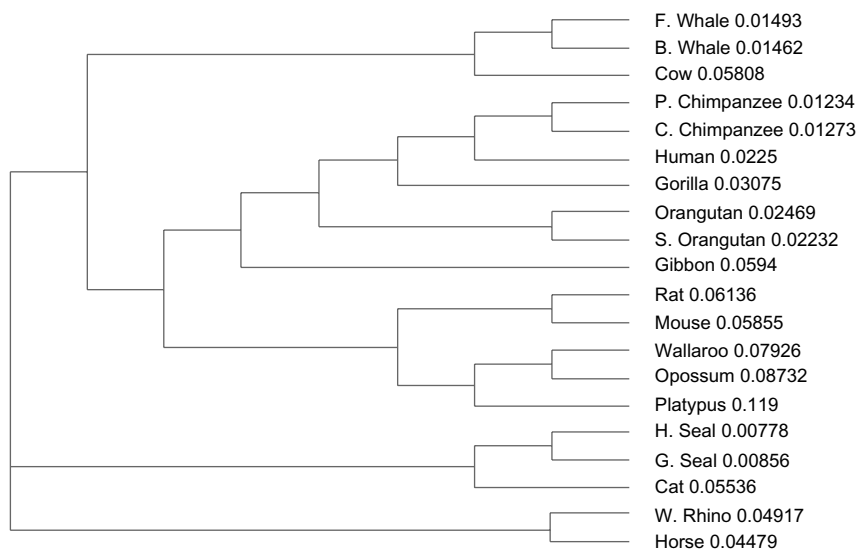 F. Whale 0.01493
B. Whale 0.01462
Cow 0.05808
P. Chimpanzee 0.01234
C. Chimpanzee 0.01273
Human 0.0225
Gorilla 0.03075
Orangutan 0.02469
S. Orangutan 0.02232
Gibbon 0.0594
Rat 0.06136
Mouse 0.05855
Wallaroo 0.07926
Opossum 0.08732
Platypus 0.119
H. Seal 0.00778
G. Seal 0.00856
Cat 0.05536
W. Rhino 0.04917
Horse 0.04479